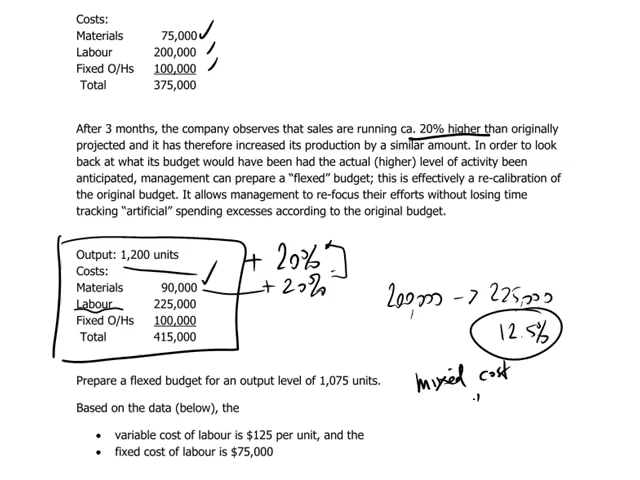 Costs:
Materials 75,000
Labour 200,000
Fixed O/Hs 100,000
Total 375,000
After 3 months, the company observes that sales are running ca. 20% higher than originally
projected and it has therefore increased its production by a similar amount. In order to look
back at what its budget would have been had the actual (higher) level of activity been
anticipated, management can prepare a “flexed” budget; this is effectively a re-calibration of
the original budget. It allows management to re-focus their efforts without losing time
tracking “artificial” spending excesses according to the original budget.
Output: 1,200 units + 20%
Costs:
Materials 90,000 + 20%
Labour 225,000 200,000 -> 225,000
Fixed O/Hs 100,000
Total 415,000 12.5%
Prepare a flexed budget for an output level of 1,075 units. mixed cost
Based on the data (below), the
• variable cost of labour is $125 per unit, and the
• fixed cost of labour is $75,000